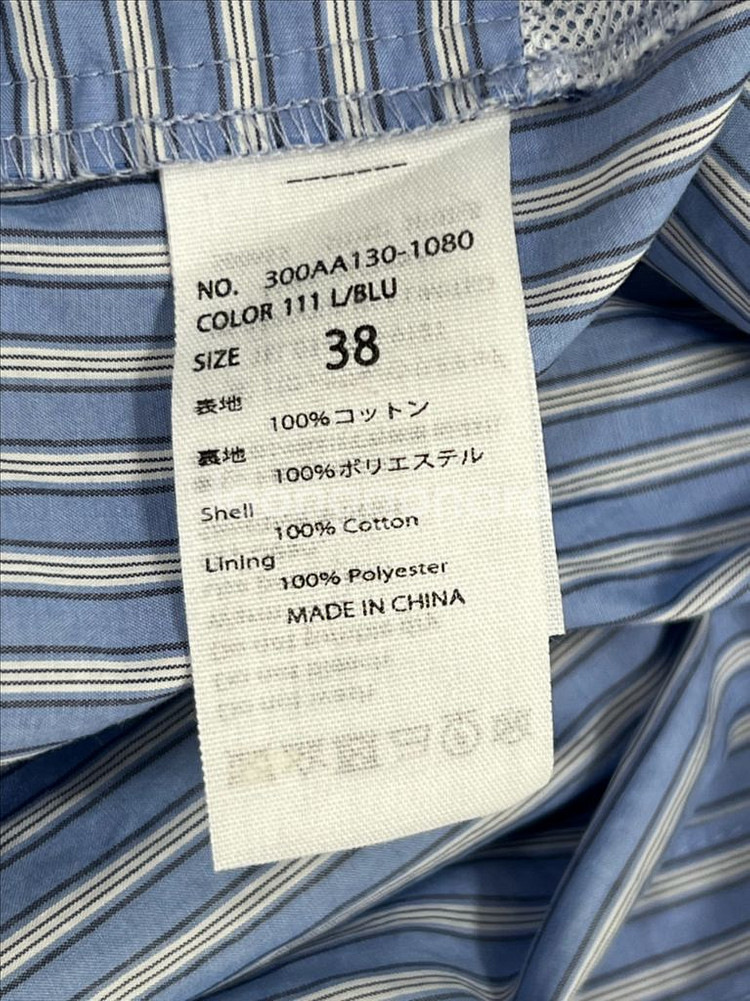 NO. 300AA130-1080
COLOR 111 L/BLU
SIZE 38
表地
100%コットン
裏地
100%ポリエステル
Shell
100% Cotton
Lining
100% Polyester
MADE IN CHINA